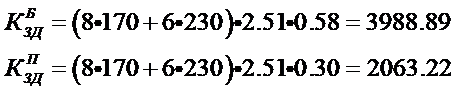 K^Б_ЗД = (8•170 + 6•230)•2.51•0.58 = 3988.89
K^П_ЗД = (8•170 + 6•230)•2.51•0.30 = 2063.22